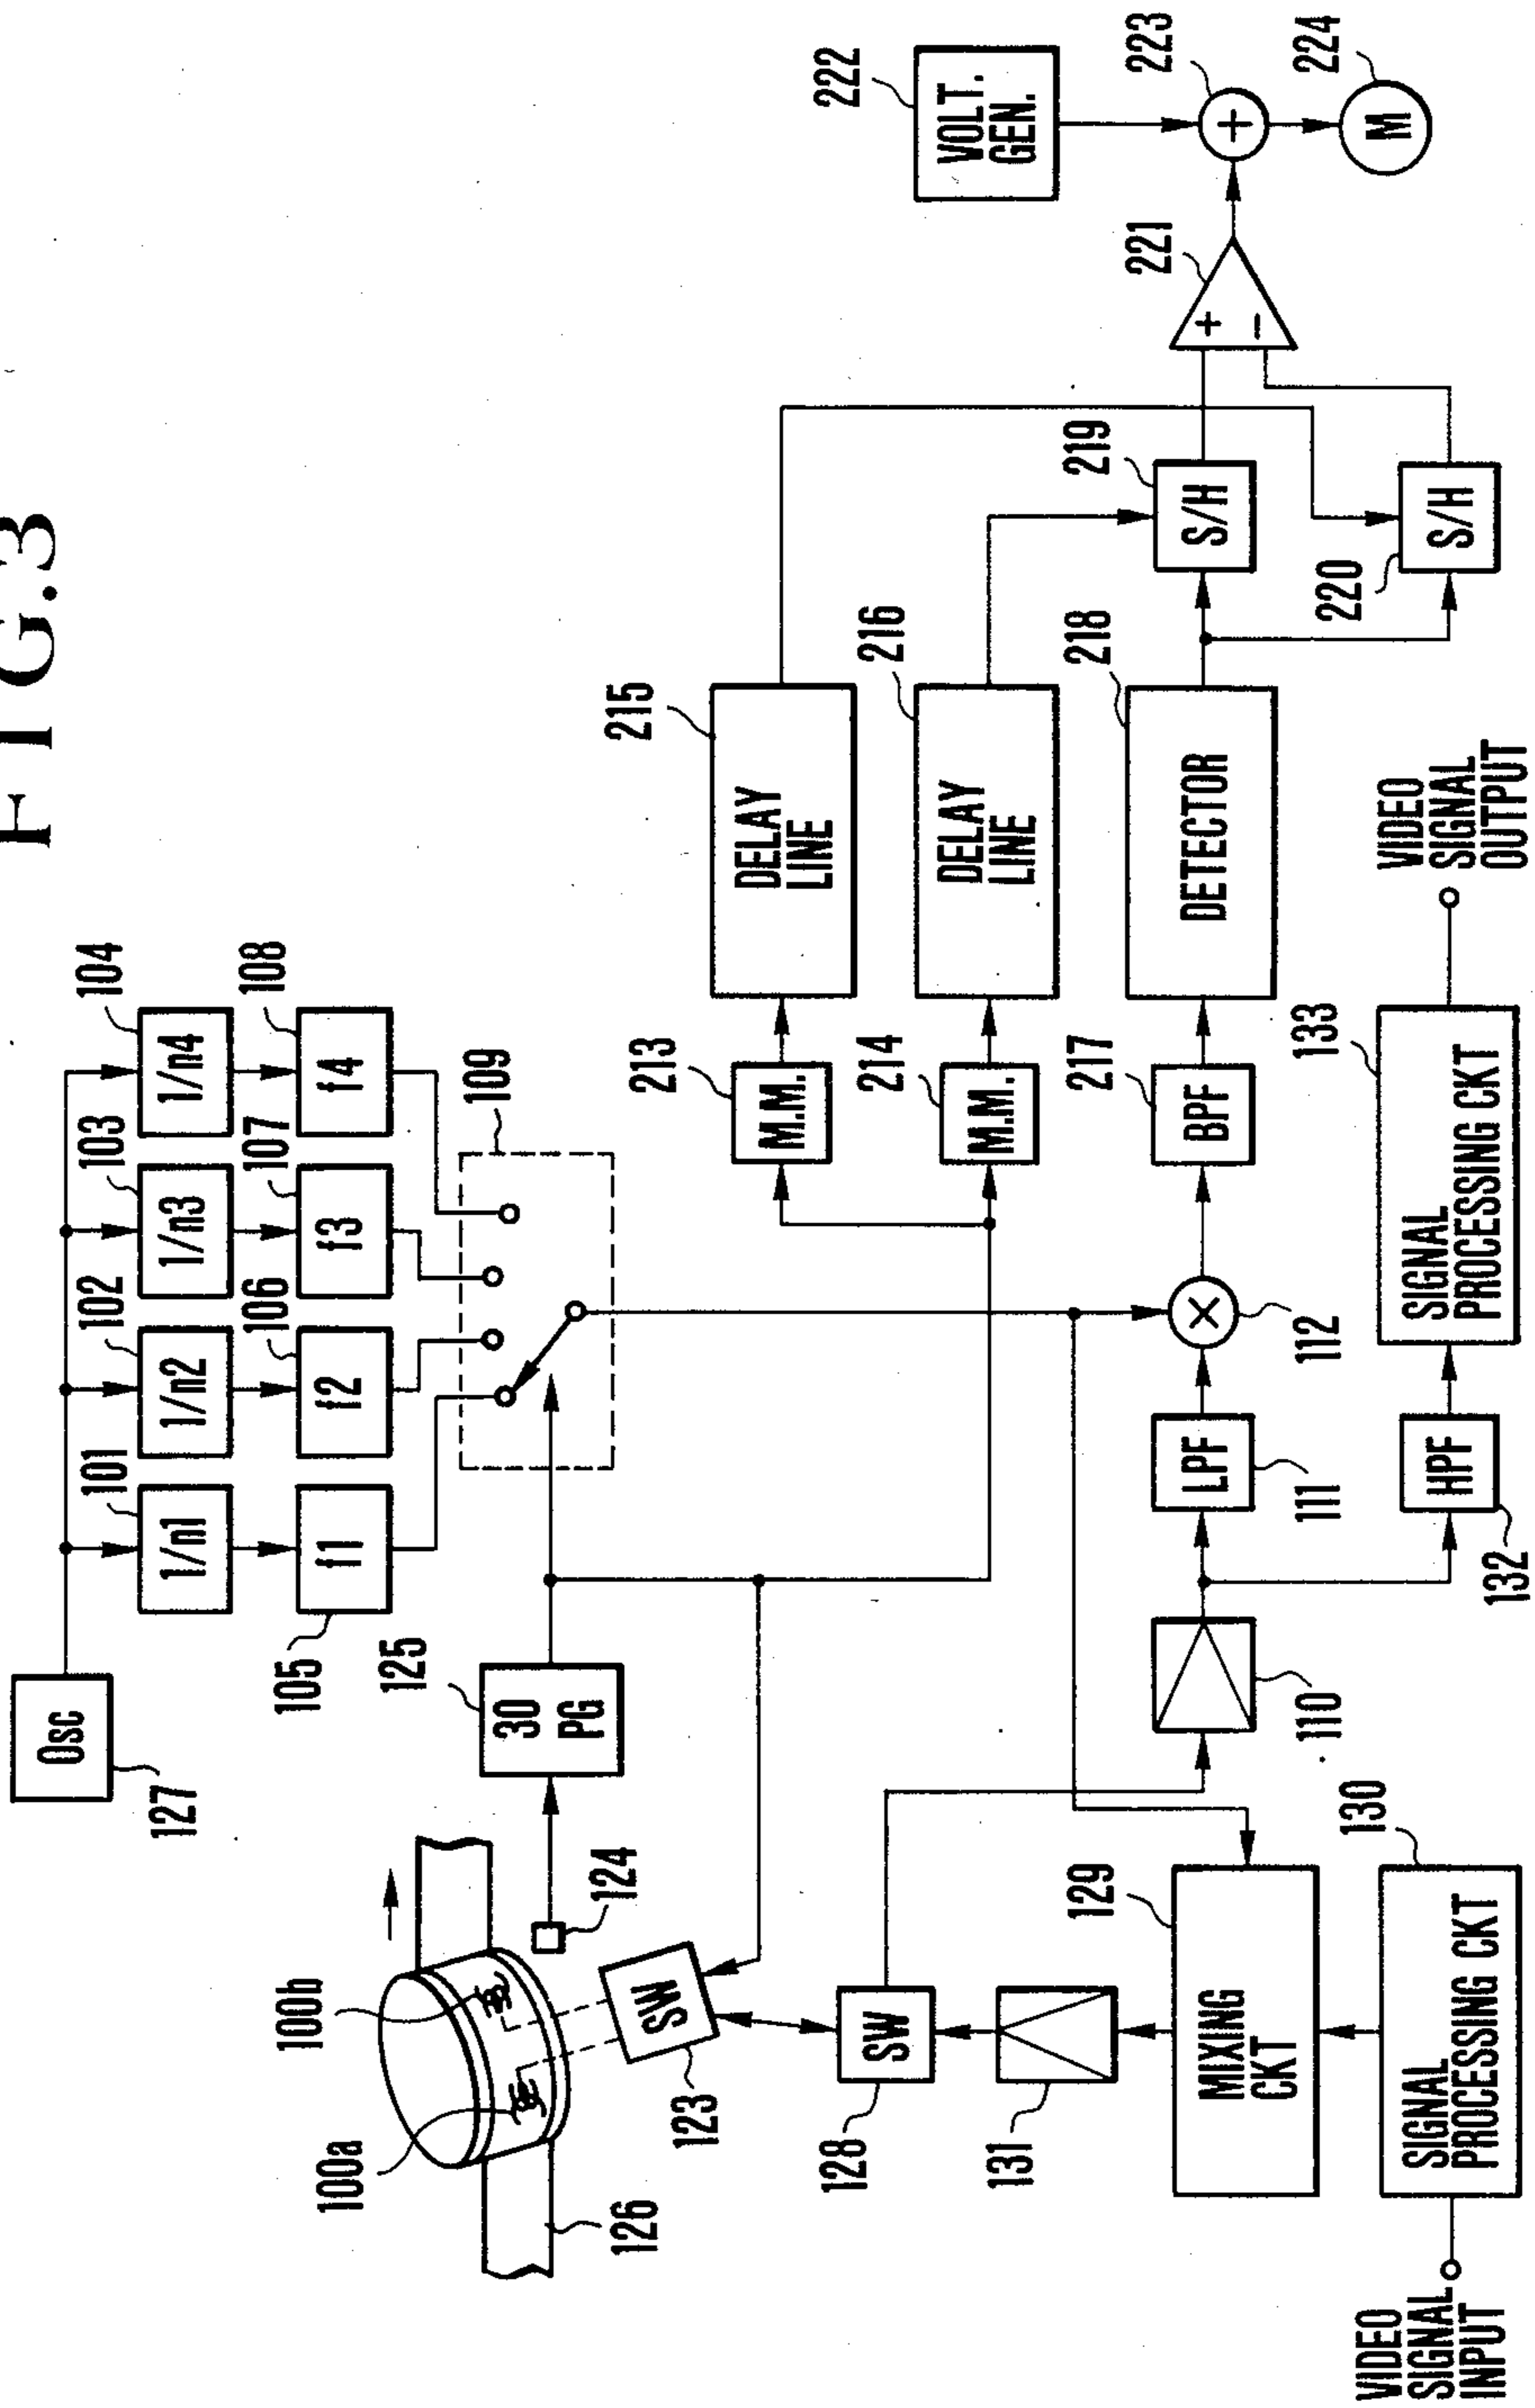 FIG.3
Osc
127
101
102
103
104
1/n1
1/n2
1/n3
1/n4
105
106
107
108
f1
f2
f3
f4
109
100a
100b
124
125
30
PG
126
123
SW
213
M.M.
215
DELAY
LINE
214
M.M.
216
DELAY
LINE
222
VOLT.
GEN.
128
SW
131
129
MIXING
CKT
110
111
LPF
112
217
BPF
218
DETECTOR
219
S/H
221
+
−
223
+
224
M
220
S/H
130
SIGNAL
PROCESSING CKT
VIDEO
SIGNAL
INPUT
132
HPF
133
SIGNAL
PROCESSING CKT
VIDEO
SIGNAL
OUTPUT